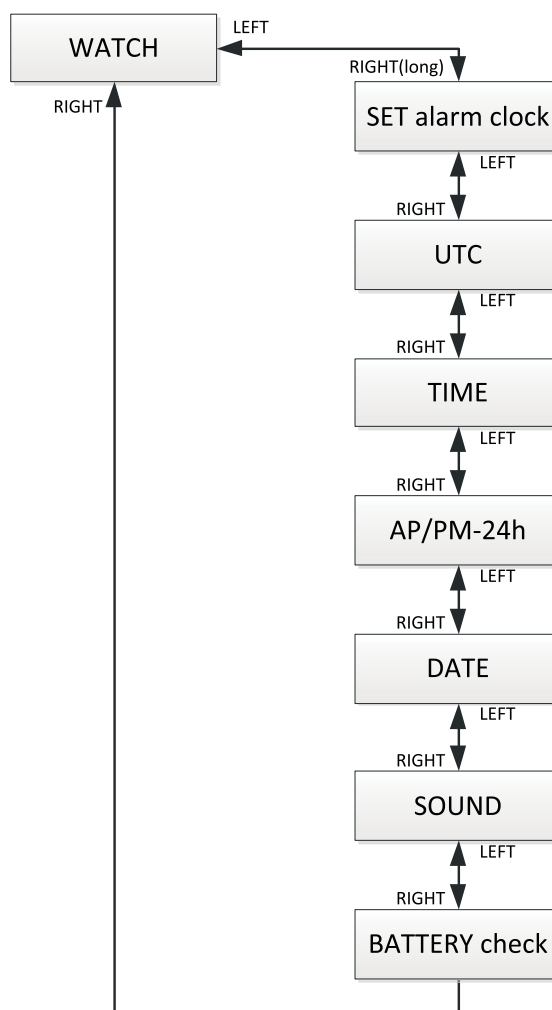 WATCH
LEFT
RIGHT(long)
RIGHT
SET alarm clock
LEFT
RIGHT
UTC
LEFT
RIGHT
TIME
LEFT
RIGHT
AP/PM-24h
LEFT
RIGHT
DATE
LEFT
RIGHT
SOUND
LEFT
RIGHT
BATTERY check